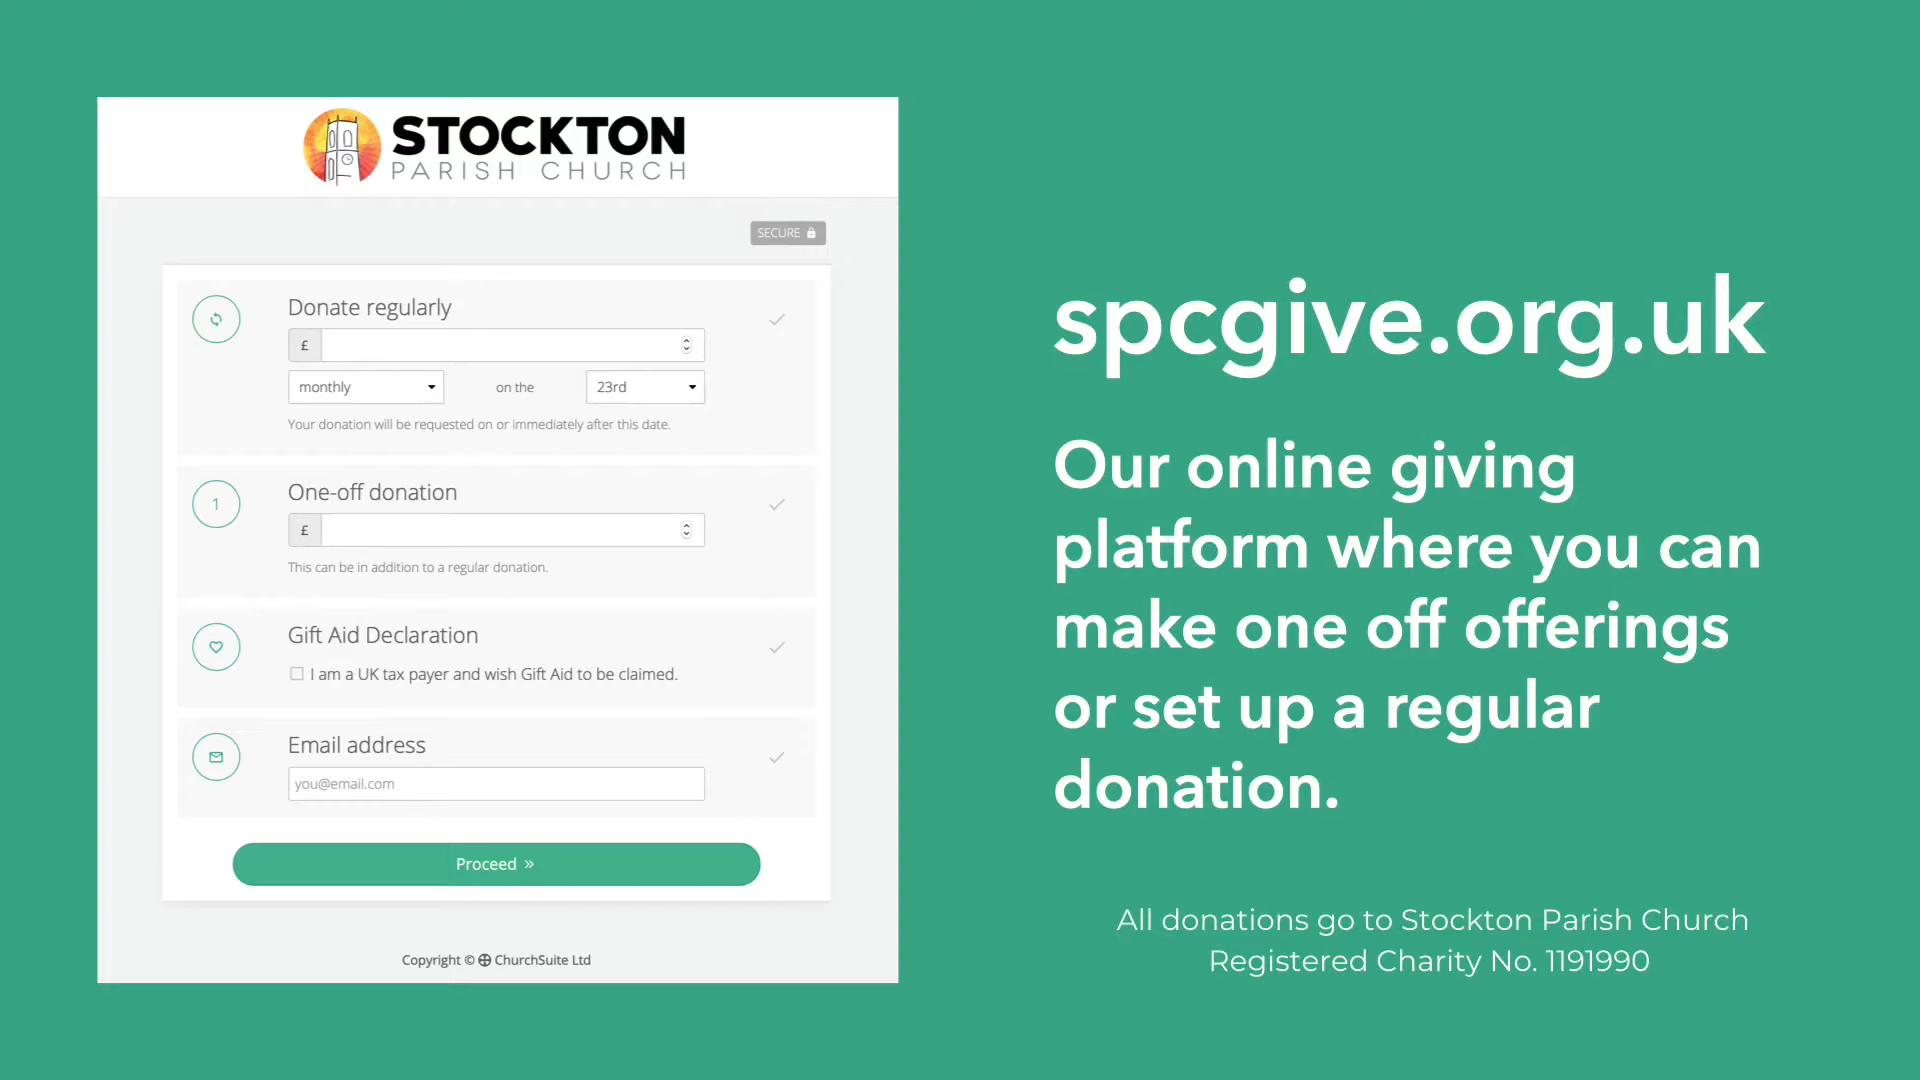 STOCKTON
PARISH CHURCH
SECURE
Donate regularly
£
monthly
on the
23rd
Your donation will be requested on or immediately after this date.
1
One-off donation
£
This can be in addition to a regular donation.
Gift Aid Declaration
I am a UK tax payer and wish Gift Aid to be claimed.
Email address
you@email.com
Proceed »
Copyright © ChurchSuite Ltd
spcgive.org.uk
Our online giving
platform where you can
make one off offerings
or set up a regular
donation.
All donations go to Stockton Parish Church
Registered Charity No. 1191990